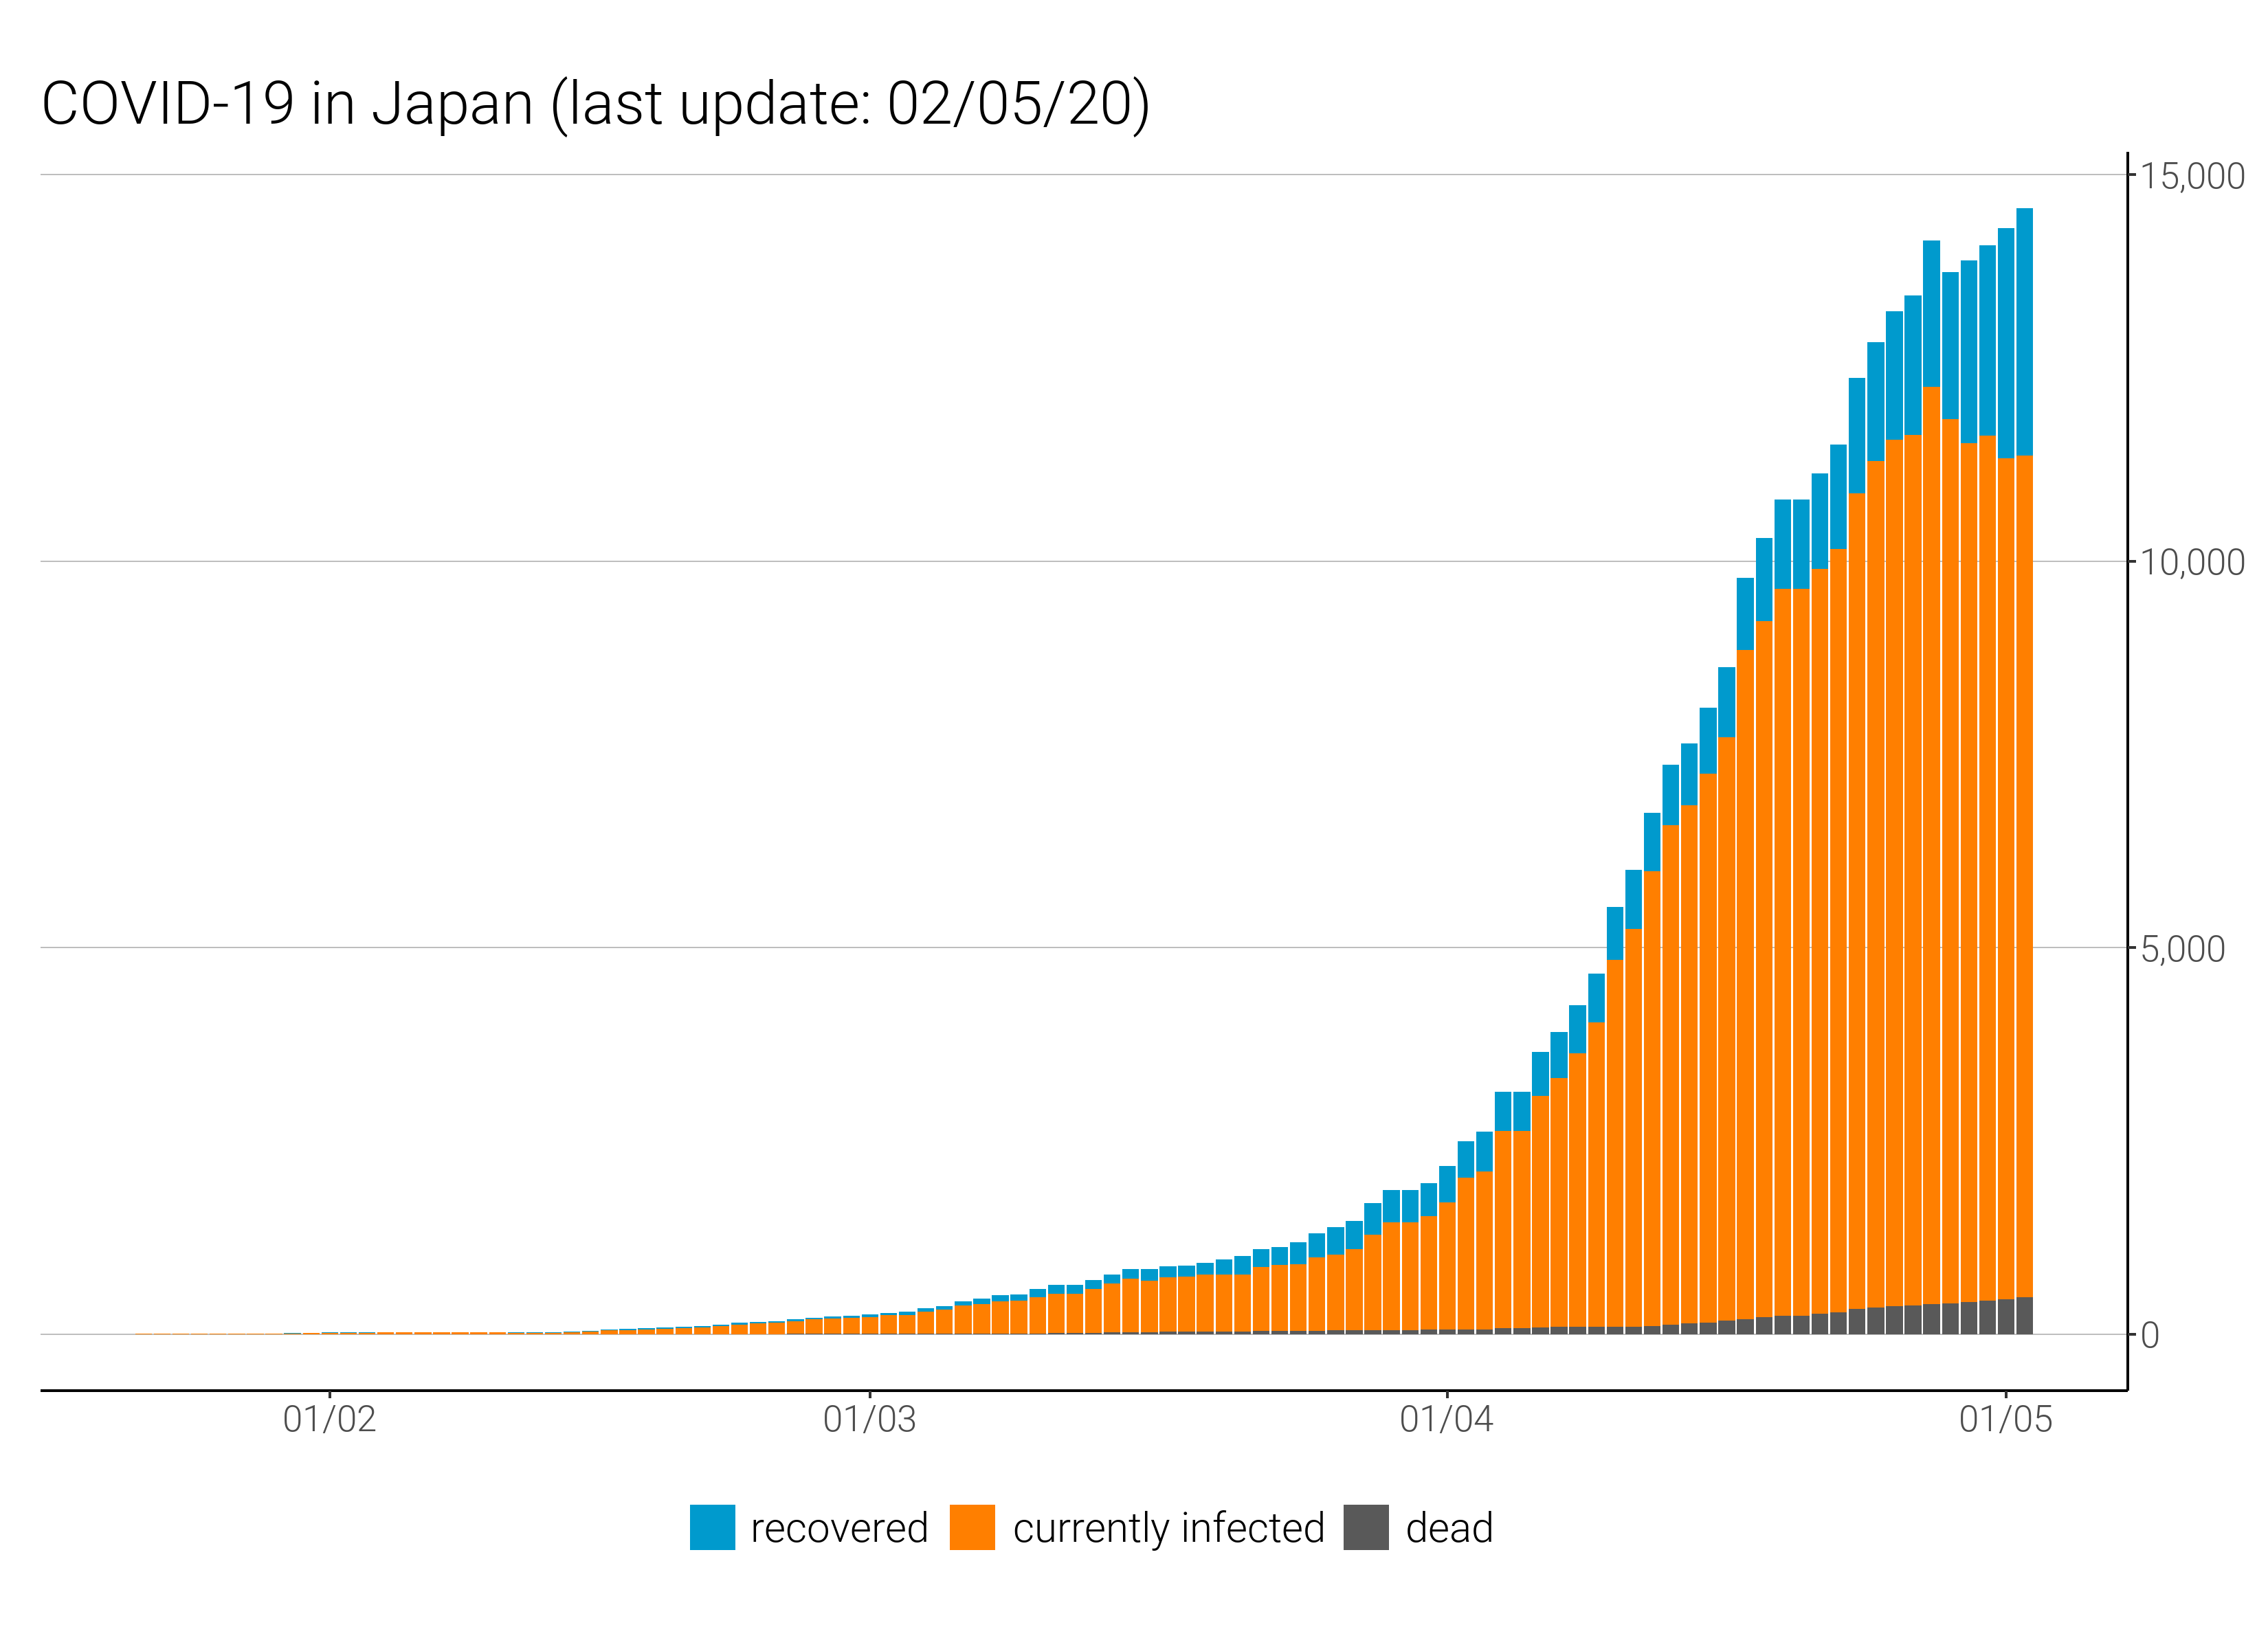 COVID-19 in Japan (last update: 02/05/20)
15,000
10,000
5,000
0
01/02 01/03 01/04 01/05
recovered currently infected dead